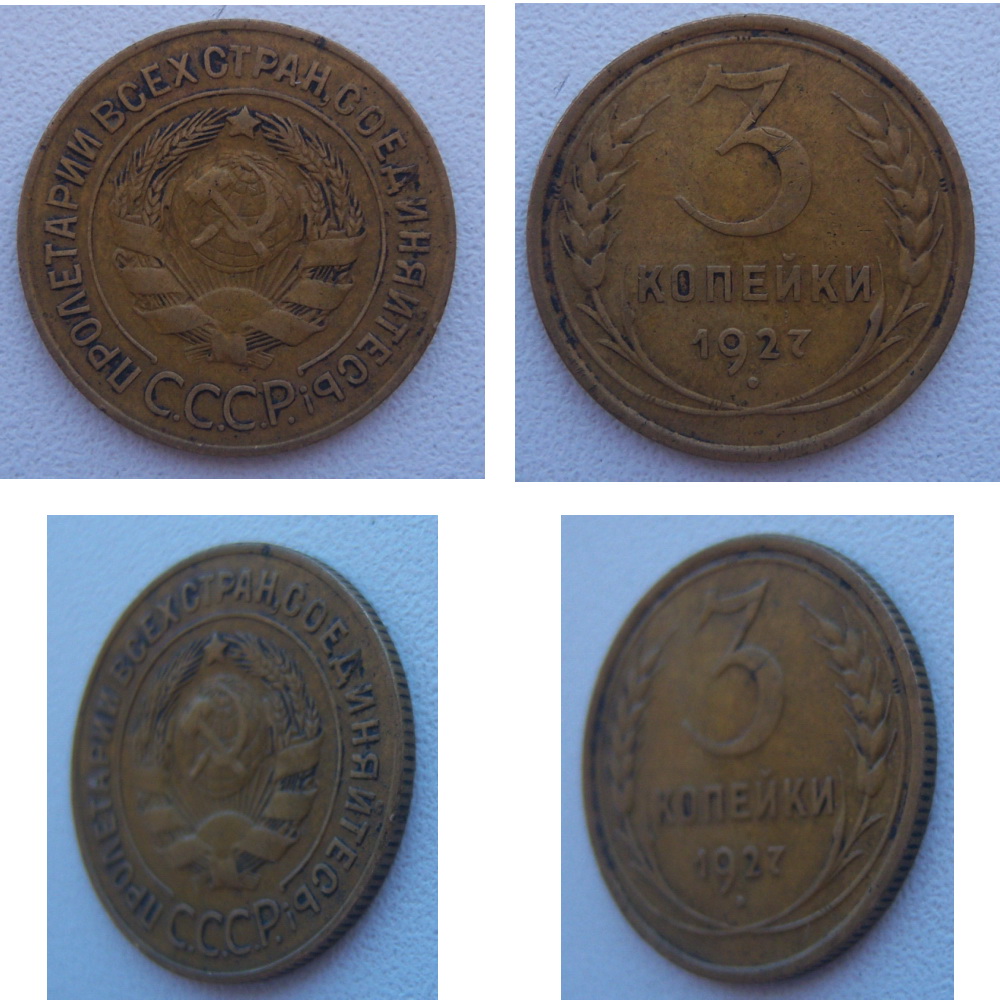 ПРОЛЕТАРИИ ВСЕХ СТРАН, СОЕДИНЯЙТЕСЬ!
С.С.С.Р.
3
КОПЕЙКИ
1927
ПРОЛЕТАРИИ ВСЕХ СТРАН, СОЕДИНЯЙТЕСЬ!
С.С.С.Р.
3
КОПЕЙКИ
1927